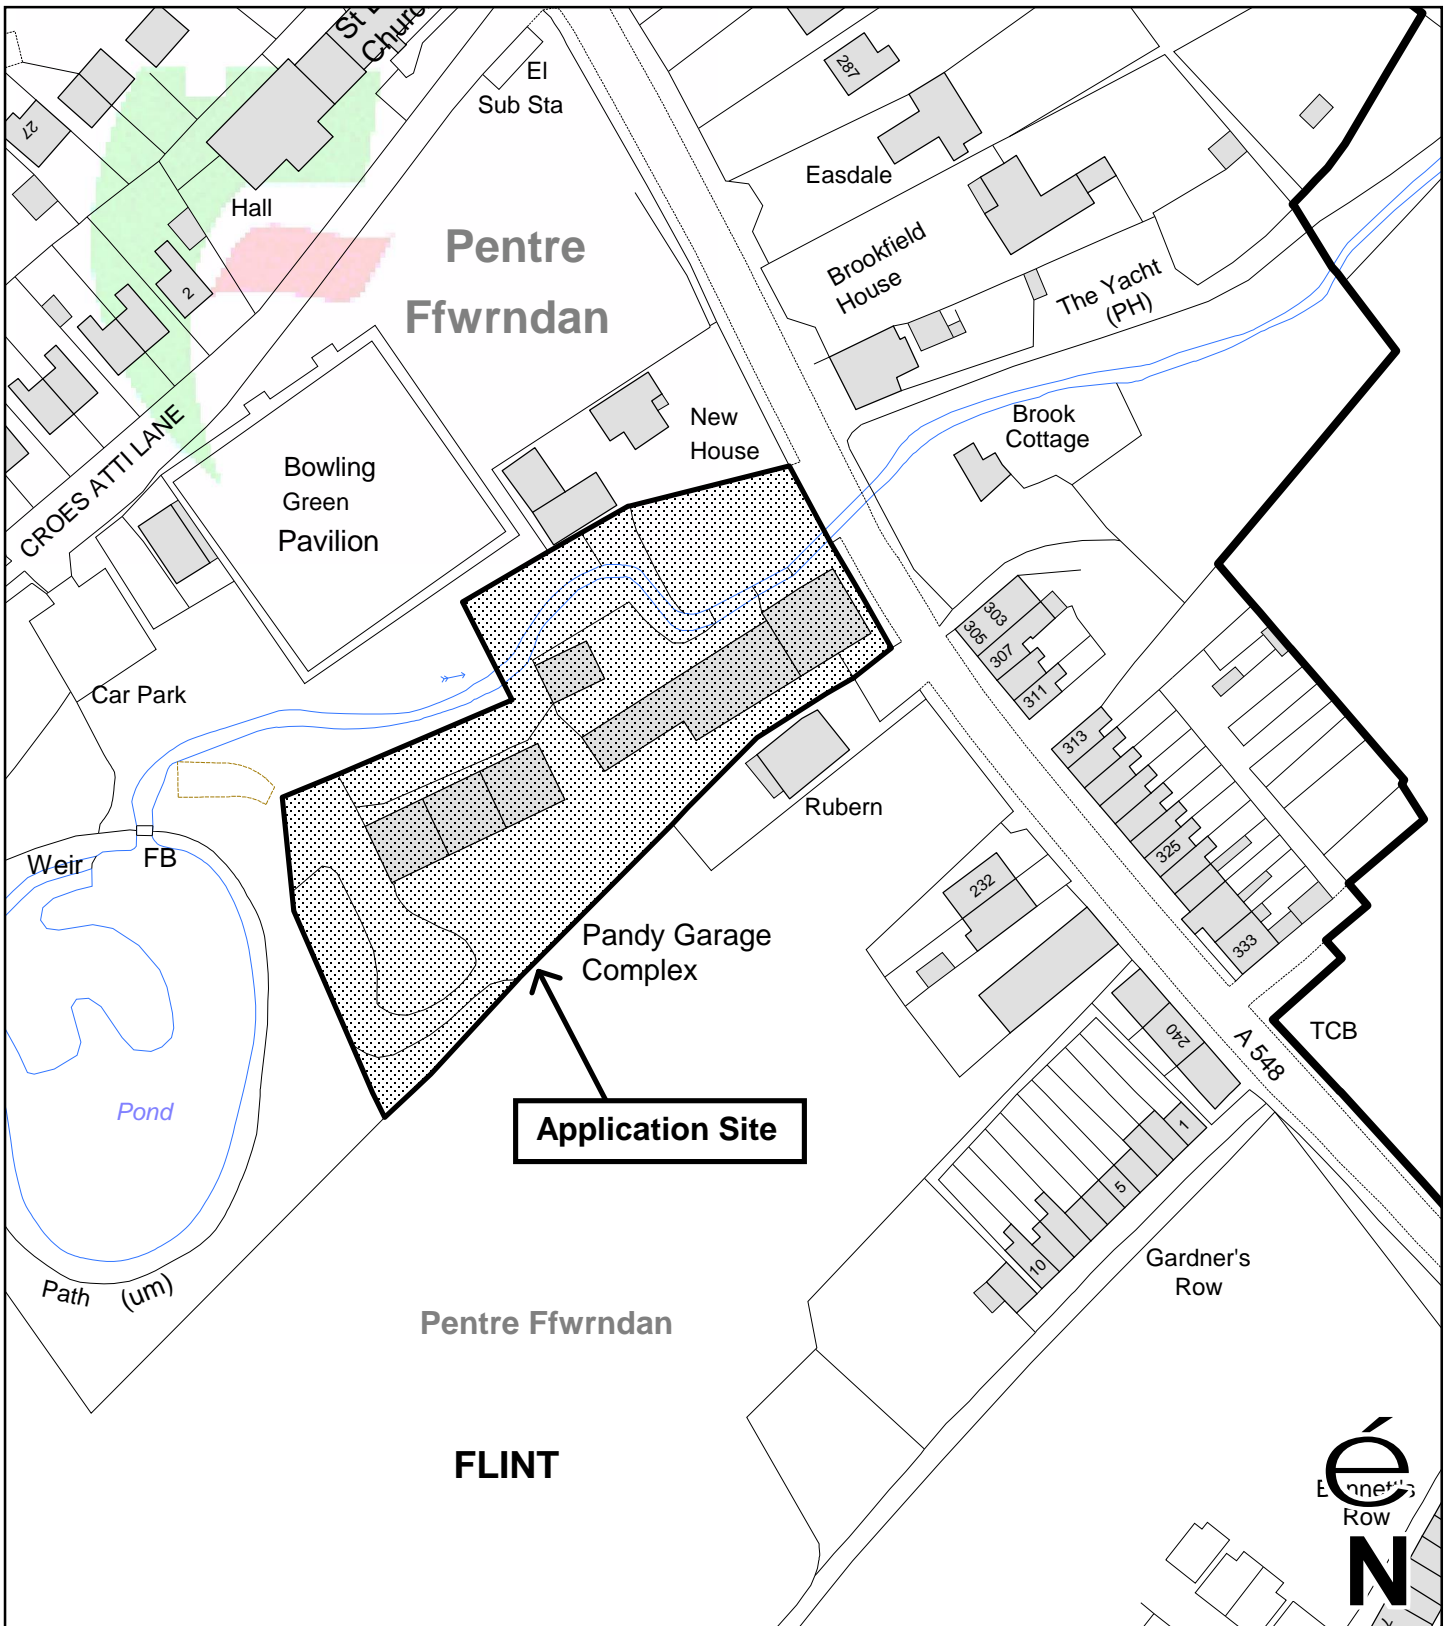 Church
El
Sub Sta
287
27
Easdale
Hall
Pentre
Ffwrndan
Brookfield
House
The Yacht
(PH)
2
New
House
Brook
Cottage
CROES ATTI LANE
Bowling
Green
Pavilion
303
305
307
311
Car Park
313
Rubern
325
Weir
FB
232
333
Pandy Garage
Complex
240
A 548
TCB
Pond
Application Site
1
5
10
Gardner's
Row
Path (um)
Pentre Ffwrndan
FLINT
é
Row
N